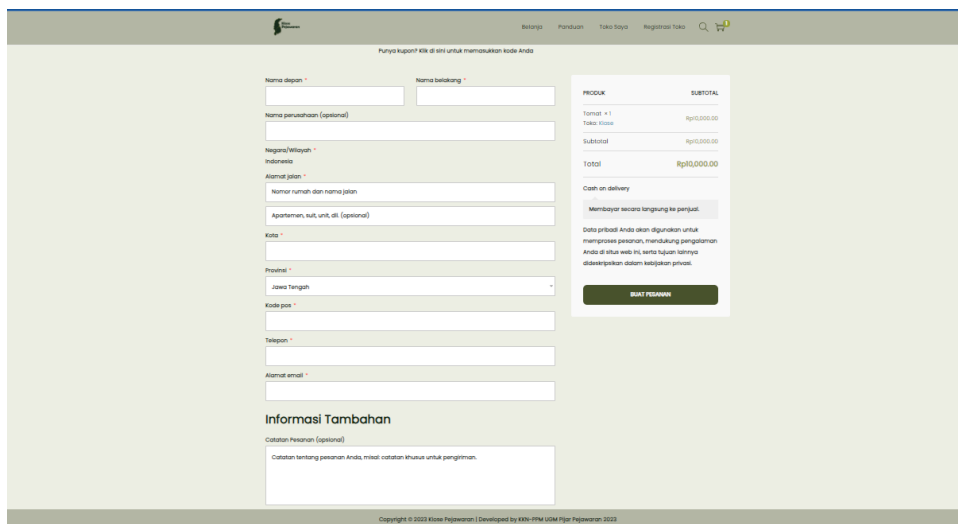 Klose
Pejawaran
Belanja Panduan Toko Saya Registrasi Toko 1
Punya kupon? Klik di sini untuk memasukkan kode Anda
Nama depan * Nama belakang *
Nama perusahaan (opsional)
Negara/Wilayah *
Indonesia
Alamat jalan *
Nomor rumah dan nama jalan
Apartemen, suit, unit, dll. (opsional)
Kota *
Provinsi *
Jawa Tengah
Kode pos *
Telepon *
Alamat email *
Informasi Tambahan
Catatan Pesanan (opsional)
Catatan tentang pesanan Anda, misal: catatan khusus untuk pengiriman.
PRODUK SUBTOTAL
Tomat × 1 Rp10,000.00
Toko: Klose
Subtotal Rp10,000.00
Total Rp10,000.00
Cash on delivery
Membayar secara langsung ke penjual.
Data pribadi Anda akan digunakan untuk
memproses pesanan, mendukung pengalaman
Anda di situs web ini, serta tujuan lainnya
dideskripsikan dalam kebijakan privasi.
BUAT PESANAN
Copyright © 2023 Klose Pejawaran | Developed by KKN-PPM UGM Pijar Pejawaran 2023